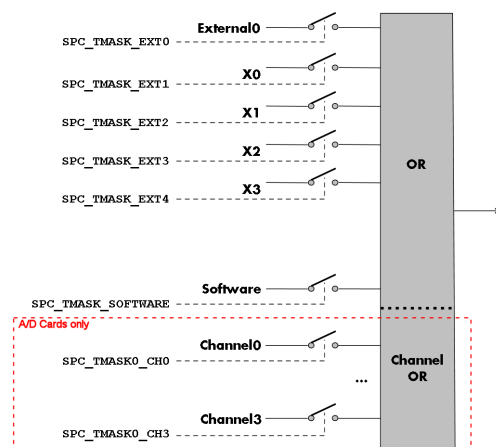 External0
SPC_TMASK_EXT0
X0
SPC_TMASK_EXT1
X1
SPC_TMASK_EXT2
X2
SPC_TMASK_EXT3
X3
SPC_TMASK_EXT4
OR
Software
SPC_TMASK_SOFTWARE
A/D Cards only
Channel0
SPC_TMASK0_CH0
Channel
OR
...
Channel3
SPC_TMASK0_CH3